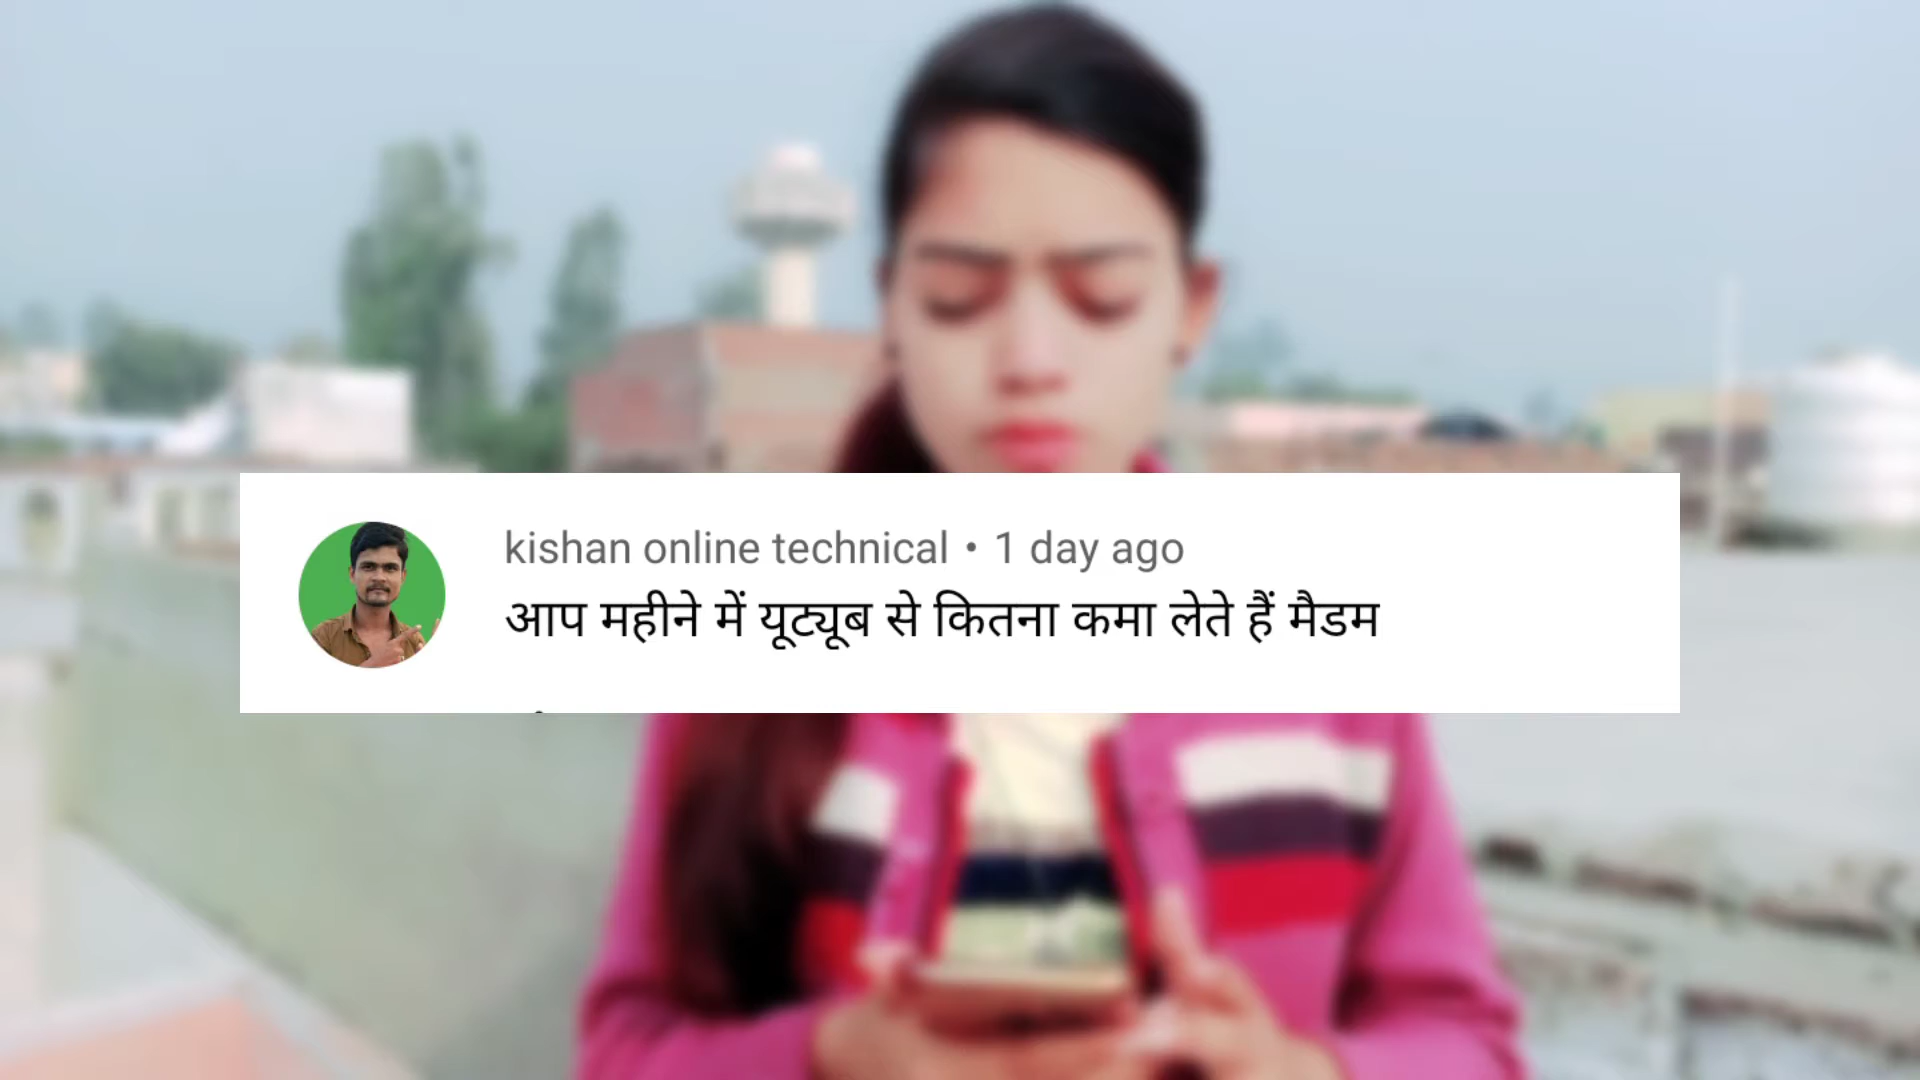 kishan online technical • 1 day ago
आप महीने में यूट्यूब से कितना कमा लेते हैं मैडम